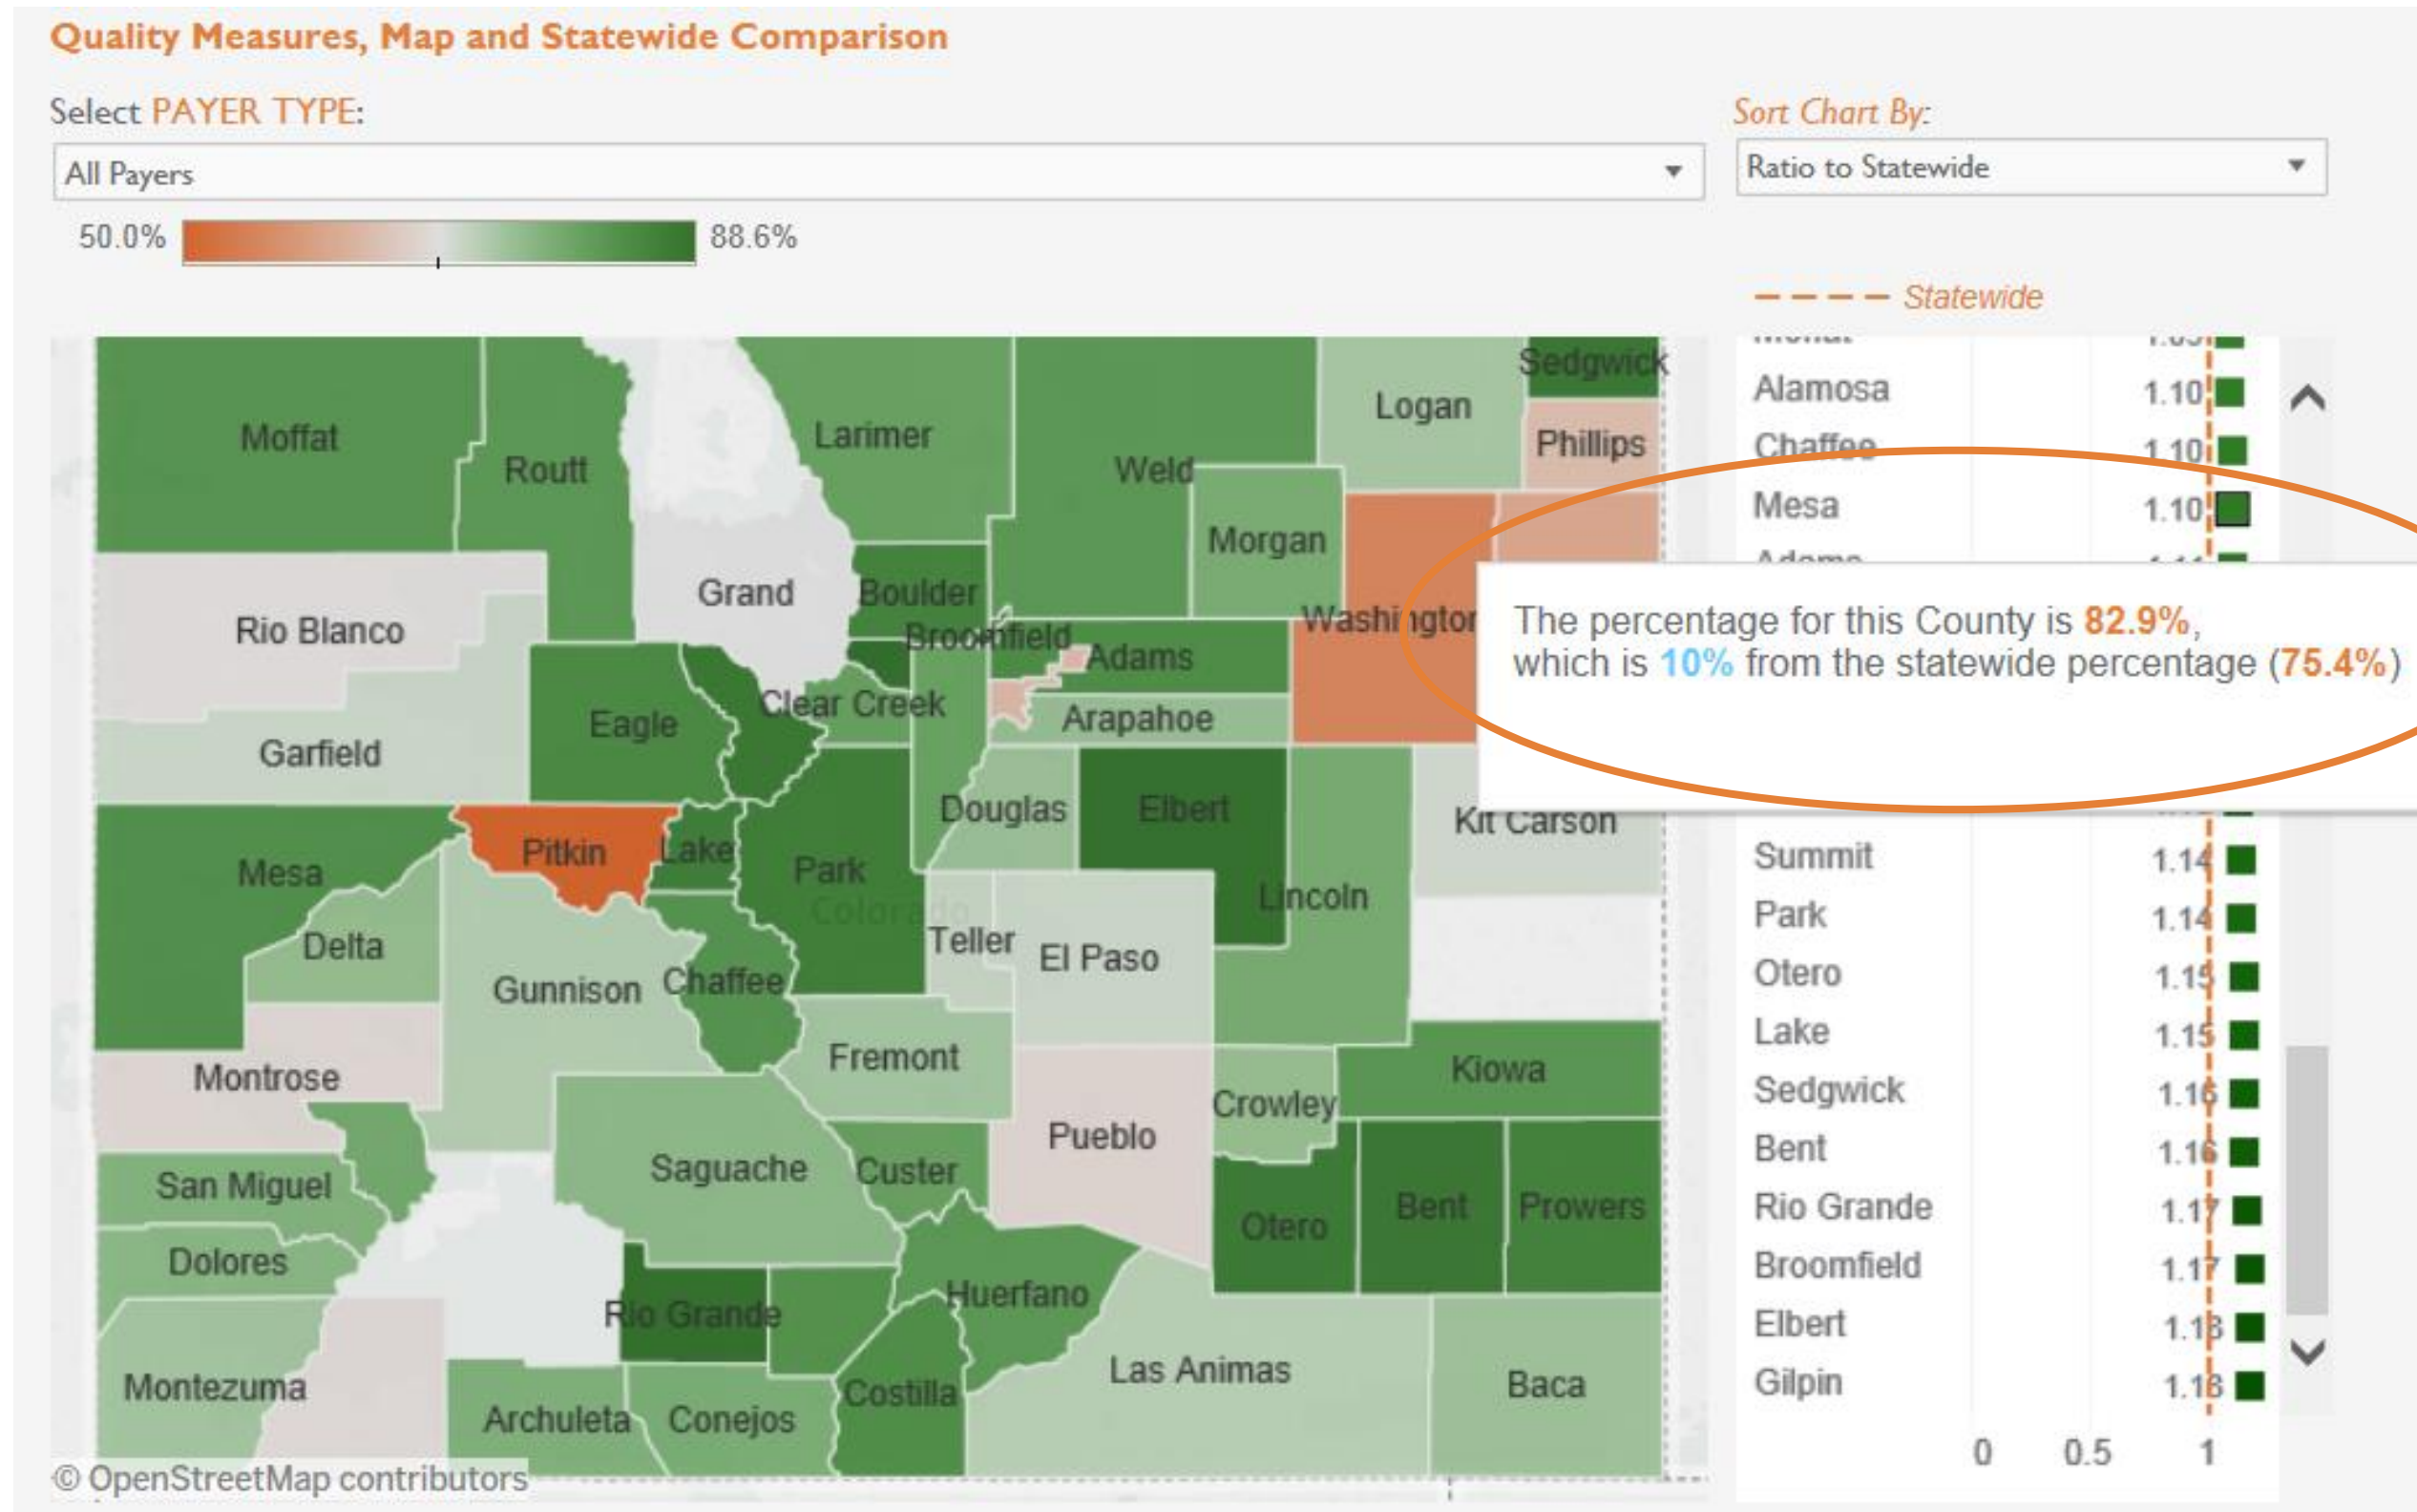 Quality Measures, Map and Statewide Comparison
Select PAYER TYPE:
All Payers
Sort Chart By:
Ratio to Statewide
50.0%
88.6%
Statewide
Moffat
Routt
Larimer
Weld
Logan
Sedgwick
Phillips
Morgan
Rio Blanco
Grand
Boulder
Broomfield
Washington
Adams
Garfield
Eagle
Clear Creek
Arapahoe
Mesa
Pitkin
Lake
Park
Douglas
Elbert
Lincoln
Kit Carson
Colorado
Delta
Gunnison
Chaffee
Teller
El Paso
Montrose
Fremont
Kiowa
Crowley
Pueblo
San Miguel
Saguache
Custer
Otero
Bent
Prowers
Dolores
Rio Grande
Huerfano
Montezuma
Archuleta
Conejos
Costilla
Las Animas
Baca
© OpenStreetMap contributors
Alamosa 1.10
Chaffee 1.10
Mesa 1.10
Adams
The percentage for this County is 82.9%,
which is 10% from the statewide percentage (75.4%)
Summit 1.14
Park 1.14
Otero 1.15
Lake 1.15
Sedgwick 1.16
Bent 1.16
Rio Grande 1.17
Broomfield 1.17
Elbert 1.18
Gilpin 1.18
0 0.5 1